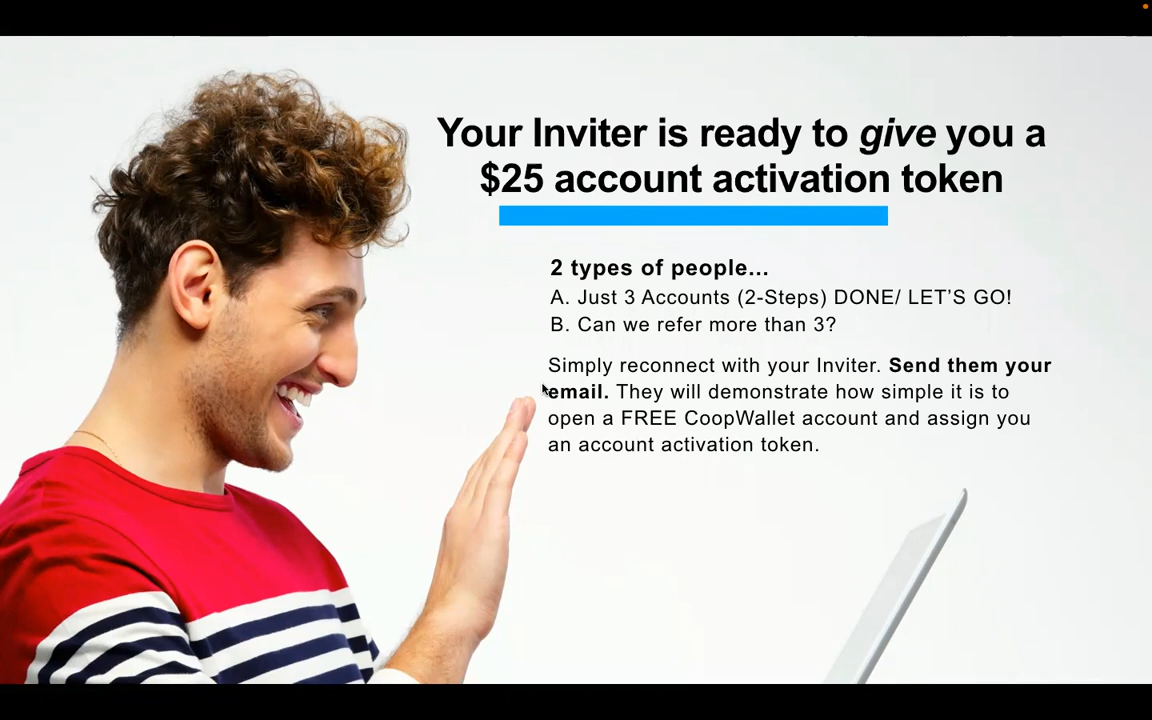 Your Inviter is ready to give you a
$25 account activation token
2 types of people...
A. Just 3 Accounts (2-Steps) DONE/ LET’S GO!
B. Can we refer more than 3?
Simply reconnect with your Inviter. Send them your
email. They will demonstrate how simple it is to
open a FREE CoopWallet account and assign you
an account activation token.